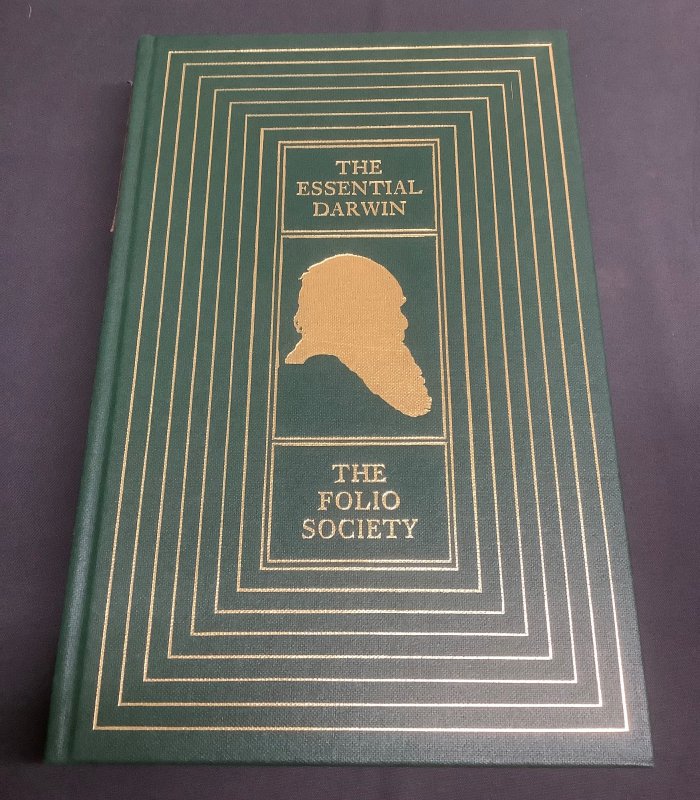 THE
ESSENTIAL
DARWIN
THE
FOLIO
SOCIETY